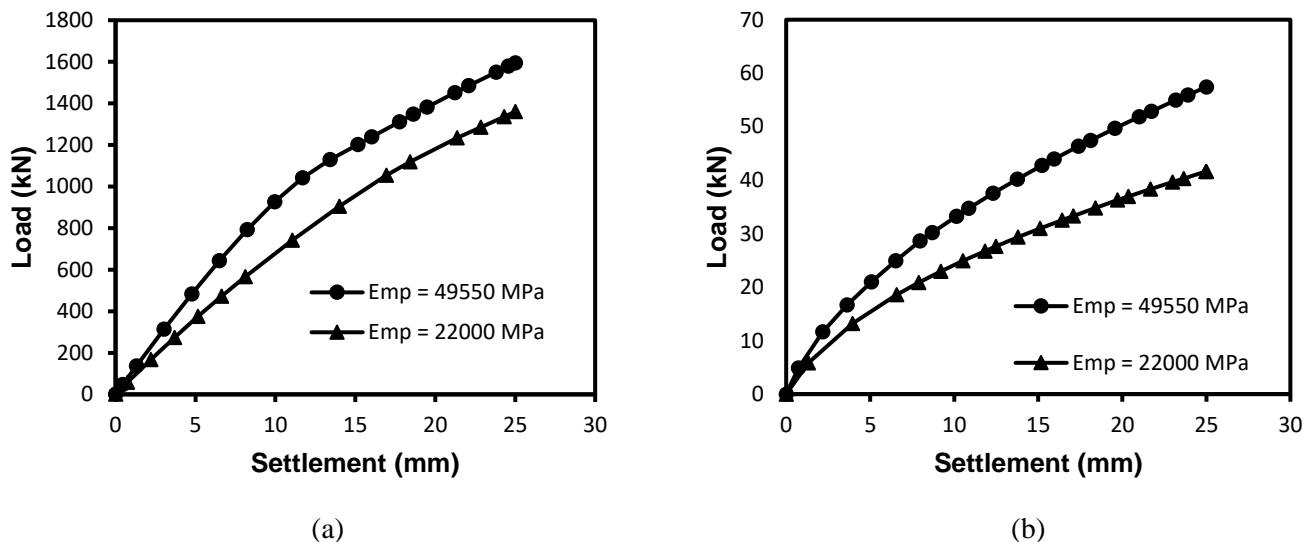 1800
1600
1400
1200
1000
800
600
400
200
0
Load (kN)
0 5 10 15 20 25 30
Settlement (mm)
Emp = 49550 MPa
Emp = 22000 MPa
(a)
70
60
50
40
30
20
10
0
Load (kN)
0 5 10 15 20 25 30
Settlement (mm)
Emp = 49550 MPa
Emp = 22000 MPa
(b)